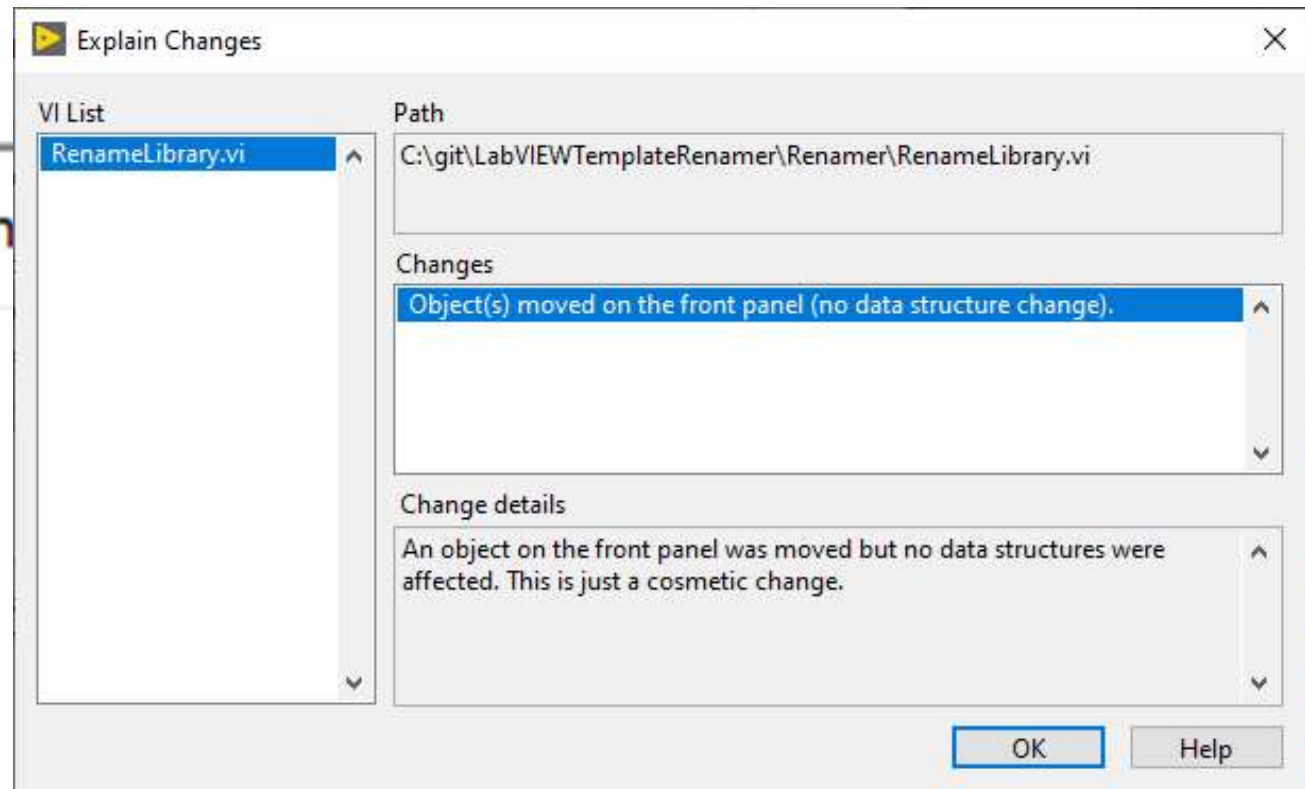 Explain Changes
VI List
RenameLibrary.vi
Path
C:\git\LabVIEWTemplateRenamer\Renamer\RenameLibrary.vi
Changes
Object(s) moved on the front panel (no data structure change).
Change details
An object on the front panel was moved but no data structures were
affected. This is just a cosmetic change.
OK
Help